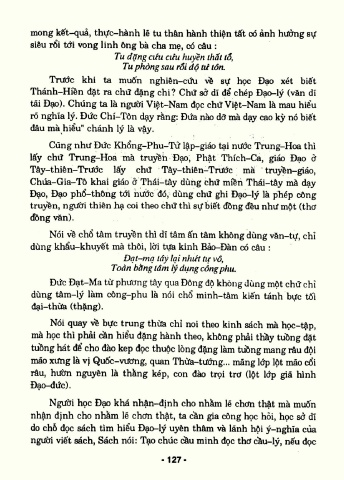 mong kết-quả, thực-hành lẽ tu thân hành thiện tất có ảnh hưởng sự
siêu rỗi tới vong linh ông bà cha mẹ, có câu :
Tu đặng cứu cửu huyền thất tổ,
Tu phóng sau rỗi độ tử tôn.
Trước khi ta muốn nghiên-cứu về sự học Đạo xét biết
Thánh-Hiền đặt ra chữ đặng chi? Chữ sở dĩ để chép Đạo-lý (văn dĩ
tải Đạo). Chúng ta là người Việt-Nam đọc chữ Việt-Nam là mau hiểu
rõ nghĩa lý. Đức Chí-Tôn dạy rằng: Đứa nào dở mà dạy cao kỳ nó biết
đâu mà hiểu" chánh lý là vậy.
Cũng như Đức Khổng-Phu-Tử lập-giáo tại nước Trung-Hoa thì
lấy chữ Trung-Hoa mà truyền Đạo, Phật Thích-Ca, giáo Đạo ở
Tây-thiên-Trước lấy chữ Tây-thiên-Trước mà truyền-giáo,
Chúa-Gia-Tô khai giáo ở Thái-tây dùng chữ miền Thái-tây mà dạy
Đạo, Đạo phổ-thông tới nước đó, dùng chữ ghi Đạo-lý là phép công
truyền, người thiên hạ coi theo chữ thì sự biết đồng đều như một (thơ
đồng văn).
Nói về chổ tâm truyền thì dĩ tâm ấn tâm không dùng văn-tự, chỉ
dùng khẩu-khuyết mà thôi, lời tựa kinh Bảo-Đàn có câu :
Đạt-mạ tây lai nhứt tự vô,
Toàn bằng tâm lý dụng công phu.
Đức Đạt-Ma từ phương tây qua Đông độ không dùng một chữ chỉ
dùng tâm-lý làm công-phu là nói chổ minh-tâm kiến tánh bực tối
đại-thừa (thặng).
Nói quay về bực trung thừa chỉ noi theo kinh sách mà học-tập,
mà học thì phải cần hiểu đặng hành theo, không phải thầy tuồng đặt
tuồng hát để cho đào kep đọc thuộc lòng đặng làm tuồng mang râu đội
mão xưng là vị Quốc-vương, quan Thừa-tướng... mãng lớp lột mão cổi
râu, hườn nguyên là thằng kép, con đào trọi trơ (lột lớp giả hình
Đạo-đức).
Người học Đạo khá nhận-định cho nhằm lẽ chơn thật mà muốn
nhận định cho nhằm lẽ chơn thật, ta cần gia công học hỏi, học sở dĩ
do chổ đọc sách tìm hiểu Đạo-lý uyên thâm và lãnh hội ý-nghĩa của
người viết sách, Sách nói: Tạo chúc cầu minh đọc thơ cầu-lý, nếu đọc
- 127 -